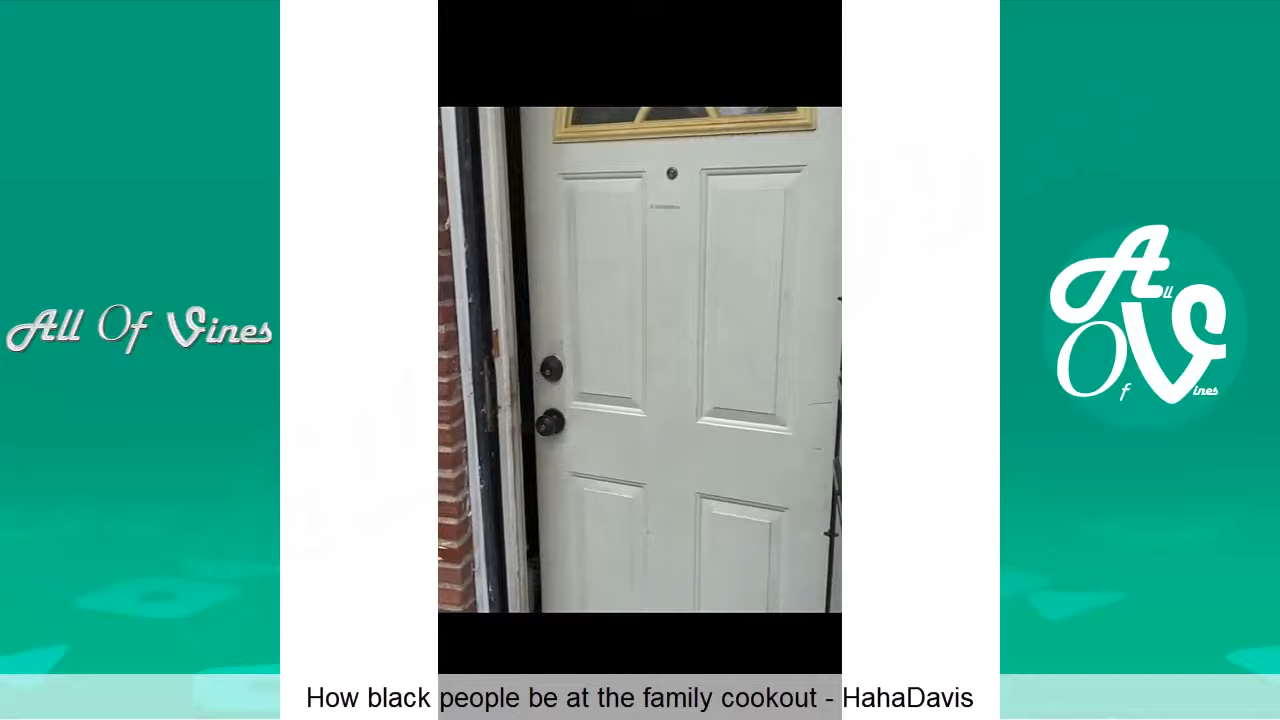 All Of Vines
All
Of Vines
How black people be at the family cookout - HahaDavis